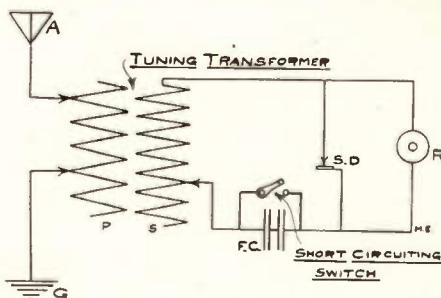 A
TUNING TRANSFORMER
S.D
R
P
S
F.C.
M.E.
SHORT CIRCUITING
SWITCH
G